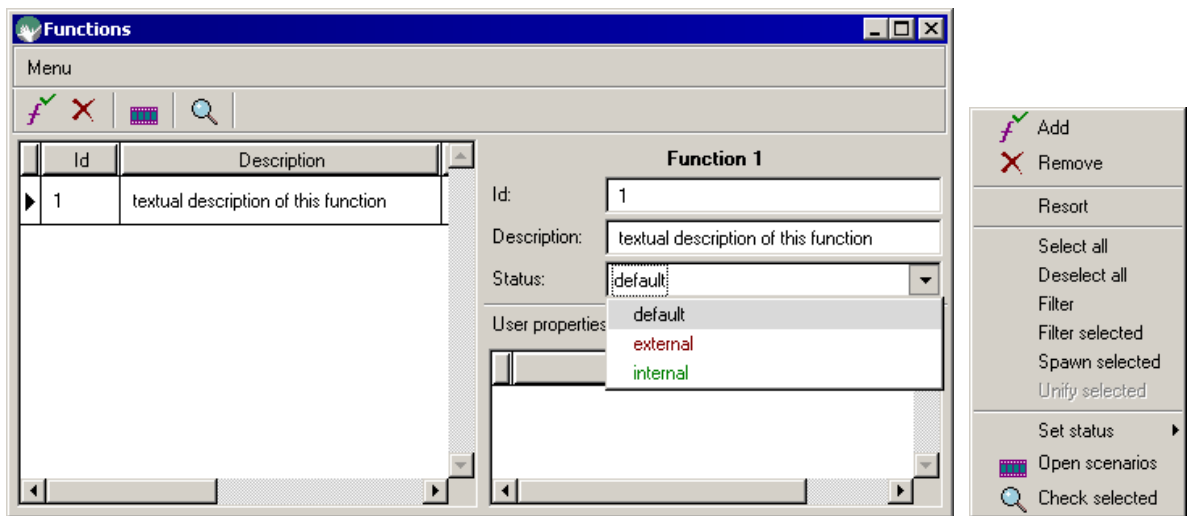 Functions
Menu
Id Description
1 textual description of this function
Function 1
Id: 1
Description: textual description of this function
Status: default
default
external
internal
User properties
Add
Remove
Resort
Select all
Deselect all
Filter
Filter selected
Spawn selected
Unify selected
Set status
Open scenarios
Check selected